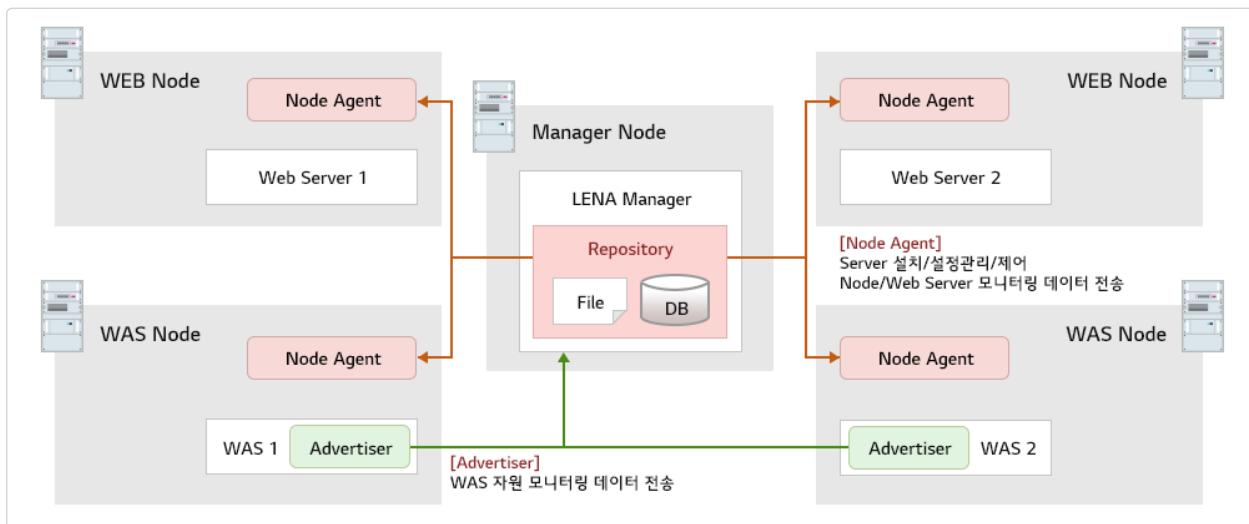 WEB Node
Node Agent
Web Server 1
Manager Node
LENA Manager
Repository
File
DB
WEB Node
Node Agent
Web Server 2
[Node Agent]
Server 설치/설정관리/제어
Node/Web Server 모니터링 데이터 전송
WAS Node
Node Agent
WAS 1
Advertiser
[Advertiser]
WAS 자원 모니터링 데이터 전송
WAS Node
Node Agent
Advertiser
WAS 2